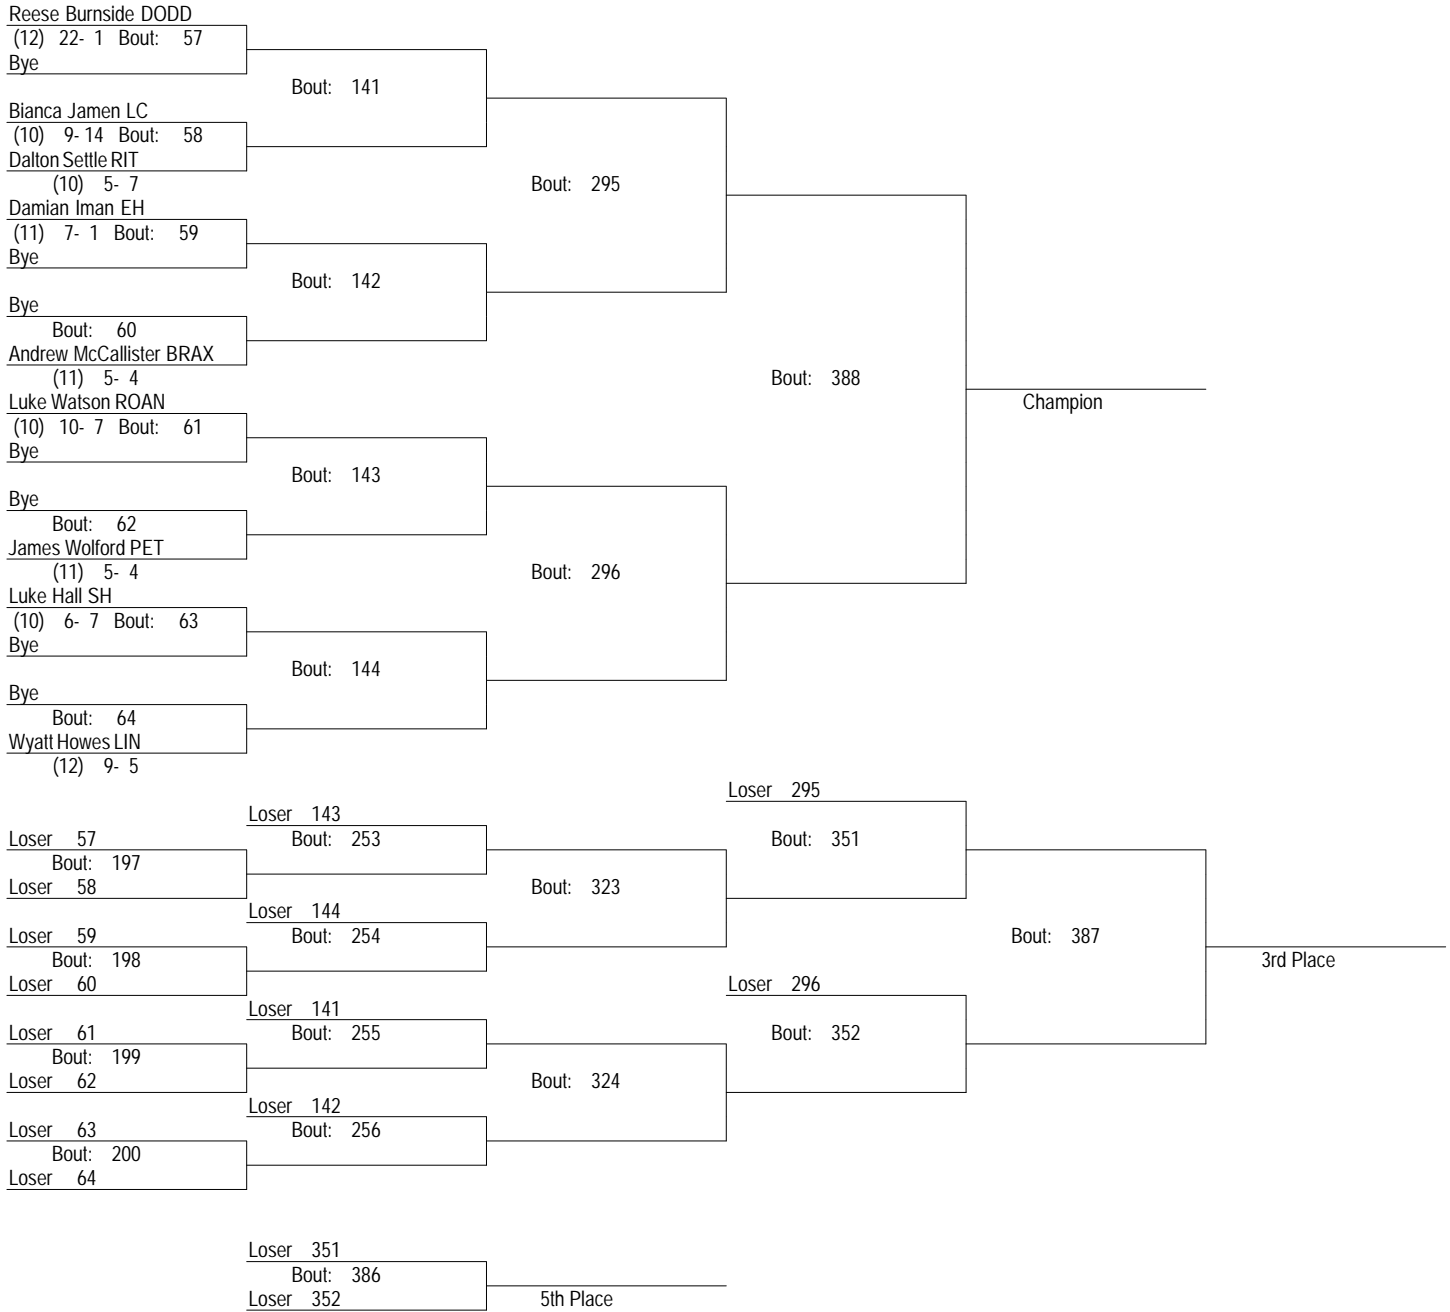 Reese Burnside DODD
(12) 22- 1 Bout: 57
Bye
Bout: 141
Bianca Jamen LC
(10) 9- 14 Bout: 58
Dalton Settle RIT
(10) 5- 7
Bout: 295
Damian Iman EH
(11) 7- 1 Bout: 59
Bye
Bout: 142
Bye
Bout: 60
Andrew McCallister BRAX
(11) 5- 4
Bout: 388
Champion
Luke Watson ROAN
(10) 10- 7 Bout: 61
Bye
Bout: 143
Bye
Bout: 62
James Wolford PET
(11) 5- 4
Bout: 296
Luke Hall SH
(10) 6- 7 Bout: 63
Bye
Bout: 144
Bye
Bout: 64
Wyatt Howes LIN
(12) 9- 5
Loser 295
Loser 143
Loser 57
Bout: 253
Bout: 351
Bout: 197
Loser 58
Bout: 323
Loser 144
Loser 59
Bout: 254
Bout: 387
Bout: 198
3rd Place
Loser 60
Loser 296
Loser 141
Loser 61
Bout: 255
Bout: 352
Bout: 199
Loser 62
Bout: 324
Loser 142
Loser 63
Bout: 256
Bout: 200
Loser 64
Loser 351
Bout: 386
Loser 352
5th Place